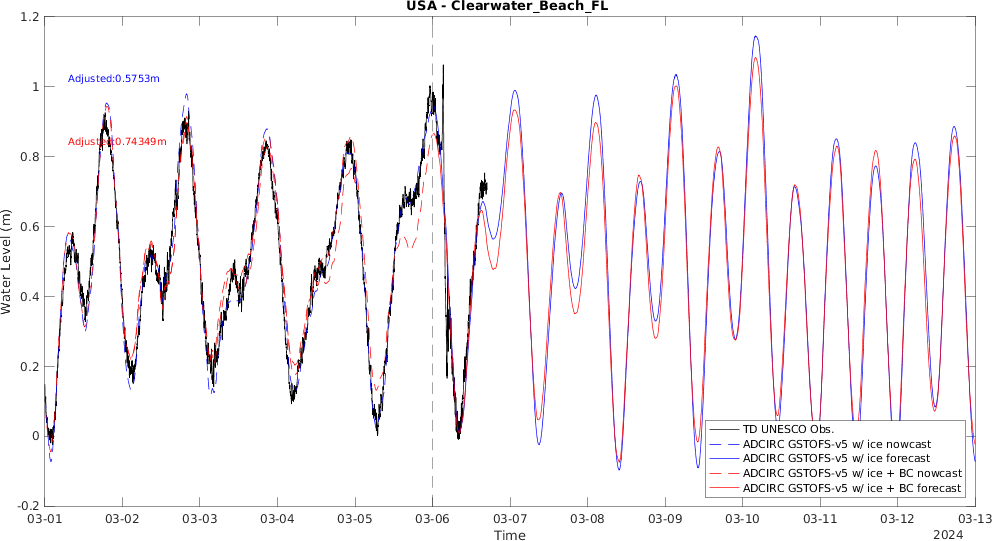 USA - Clearwater_Beach_FL
1.2
1
0.8
0.6
0.4
0.2
0
-0.2
Water Level (m)
Adjusted:0.5753m
Adjusted:0.74349m
TD UNESCO Obs.
ADCIRC GSTOFS-v5 w/ ice nowcast
ADCIRC GSTOFS-v5 w/ ice forecast
ADCIRC GSTOFS-v5 w/ ice + BC nowcast
ADCIRC GSTOFS-v5 w/ ice + BC forecast
03-01 03-02 03-03 03-04 03-05 03-06 03-07 03-08 03-09 03-10 03-11 03-12 03-13
Time
2024